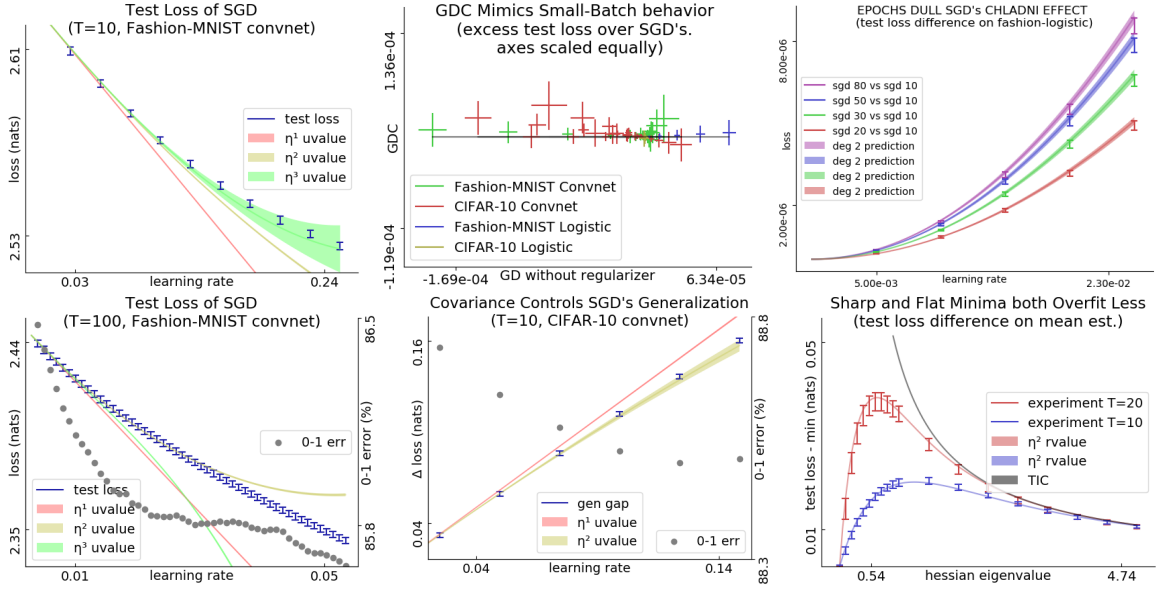 Test Loss of SGD
(T=10, Fashion-MNIST convnet)
2.61
loss (nats)
2.53
test loss
η¹ uvalue
η² uvalue
η³ uvalue
0.03
learning rate
0.24
GDC Mimics Small-Batch behavior
(excess test loss over SGD's.
axes scaled equally)
1.36e-04
GDC
-1.19e-04
Fashion-MNIST Convnet
CIFAR-10 Convnet
Fashion-MNIST Logistic
CIFAR-10 Logistic
-1.69e-04
GD without regularizer
6.34e-05
EPOCHS DULL SGD's CHLADNI EFFECT
(test loss difference on fashion-logistic)
8.00e-06
loss
2.00e-06
sgd 80 vs sgd 10
sgd 50 vs sgd 10
sgd 30 vs sgd 10
sgd 20 vs sgd 10
deg 2 prediction
deg 2 prediction
deg 2 prediction
deg 2 prediction
5.00e-03
learning rate
2.30e-02
Test Loss of SGD
(T=100, Fashion-MNIST convnet)
2.44
loss (nats)
2.35
86.5
0-1 error (%)
85.8
0-1 err
test loss
η¹ uvalue
η² uvalue
η³ uvalue
0.01
learning rate
0.05
Covariance Controls SGD's Generalization
(T=10, CIFAR-10 convnet)
0.16
Δ loss (nats)
0.04
88.8
0-1 error (%)
88.3
gen gap
η¹ uvalue
η² uvalue
0-1 err
0.04
learning rate
0.14
Sharp and Flat Minima both Overfit Less
(test loss difference on mean est.)
0.05
test loss - min (nats)
0.01
experiment T=20
experiment T=10
η² rvalue
η² rvalue
TIC
0.54
hessian eigenvalue
4.74